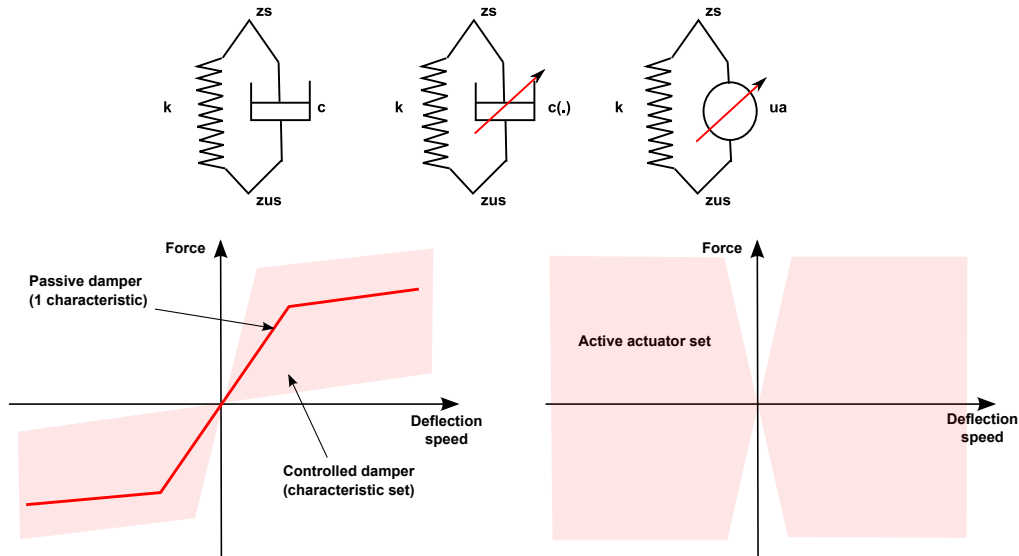 zs
zs
zs
k
c
k
c(.)
k
ua
zus
zus
zus
Force
Passive damper
(1 characteristic)
Deflection
speed
Controlled damper
(characteristic set)
Force
Active actuator set
Deflection
speed